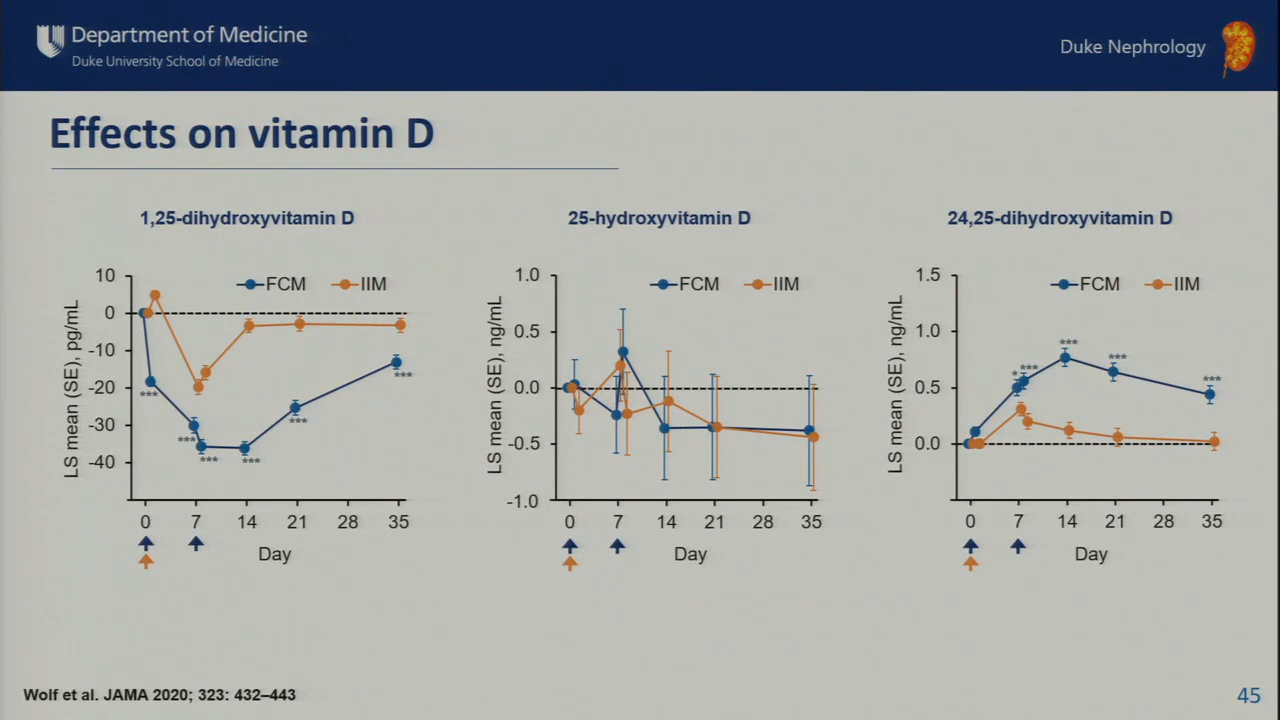 Department of Medicine
Duke University School of Medicine
Duke Nephrology
Effects on vitamin D
1,25-dihydroxyvitamin D
LS mean (SE), pg/mL
10
0
-10
-20
-30
-40
FCM
IIM
***
***
***
***
***
***
0 7 14 21 28 35
Day
25-hydroxyvitamin D
LS mean (SE), ng/mL
1.0
0.5
0.0
-0.5
-1.0
FCM
IIM
0 7 14 21 28 35
Day
24,25-dihydroxyvitamin D
LS mean (SE), ng/mL
1.5
1.0
0.5
0.0
FCM
IIM
*
***
***
***
***
0 7 14 21 28 35
Day
Wolf et al. JAMA 2020; 323: 432–443
45